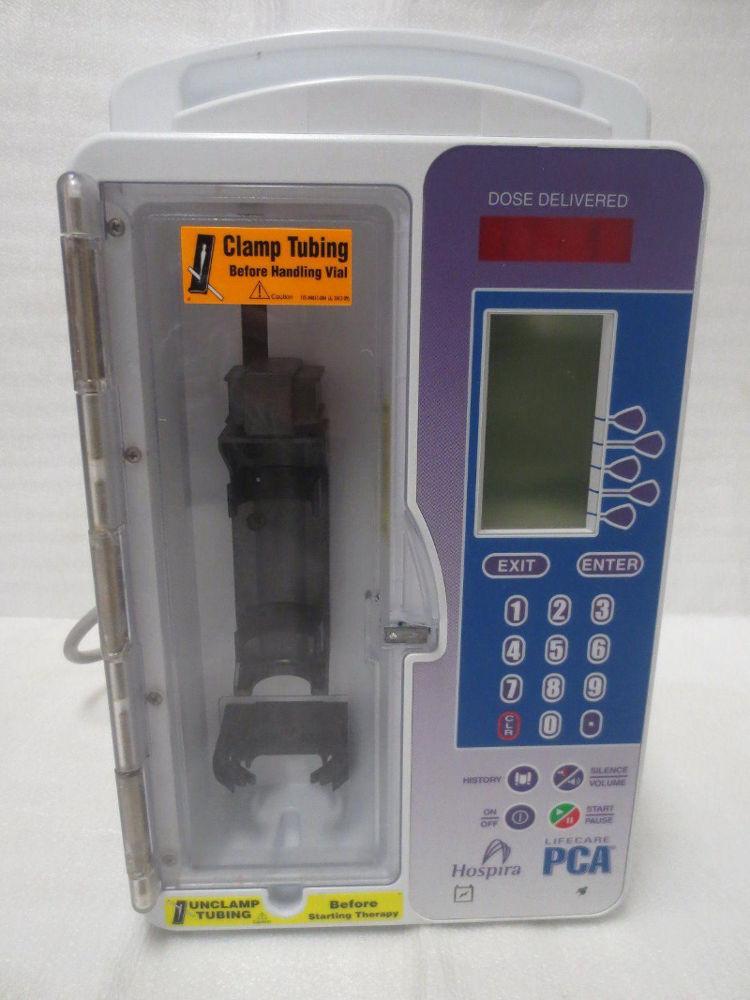 DOSE DELIVERED
Clamp Tubing
Before Handling Vial
Caution
EXIT
ENTER
1 2 3
4 5 6
7 8 9
CLR 0
HISTORY
SILENCE
VOLUME
ON
OFF
START
PAUSE
LIFECARE
PCA™
Hospira
UNCLAMP
TUBING
Before
Starting Therapy